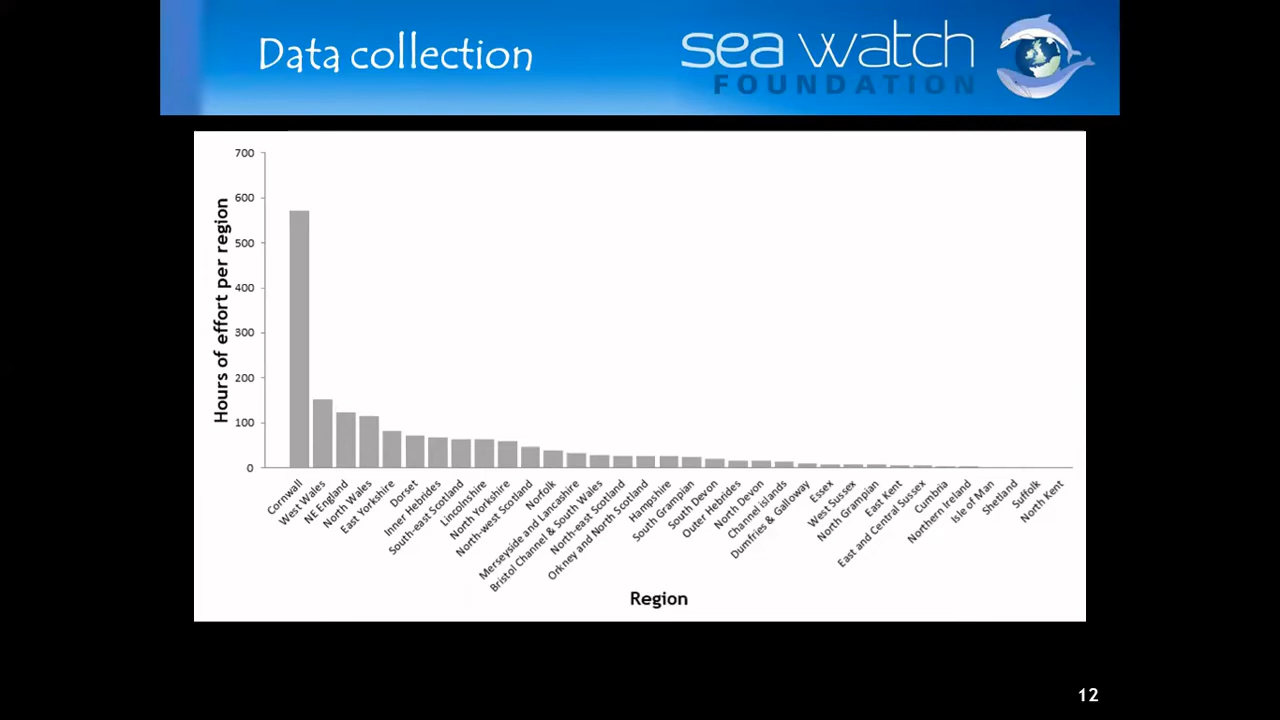 Data collection
sea watch
FOUNDATION
700
600
500
400
300
200
100
0
Hours of effort per region
Cornwall
West Wales
NE England
North Wales
East Yorkshire
Dorset
Inner Hebrides
South-east Scotland
Lincolnshire
North Yorkshire
North-west Scotland
Norfolk
Merseyside and Lancashire
Bristol Channel & South Wales
North-east Scotland
Orkney and North Scotland
Hampshire
South Grampian
South Devon
Outer Hebrides
North Devon
Channel islands
Dumfries & Galloway
Essex
West Sussex
North Grampian
East Kent
East and Central Sussex
Cumbria
Northern Ireland
Isle of Man
Shetland
Suffolk
North Kent
Region
12